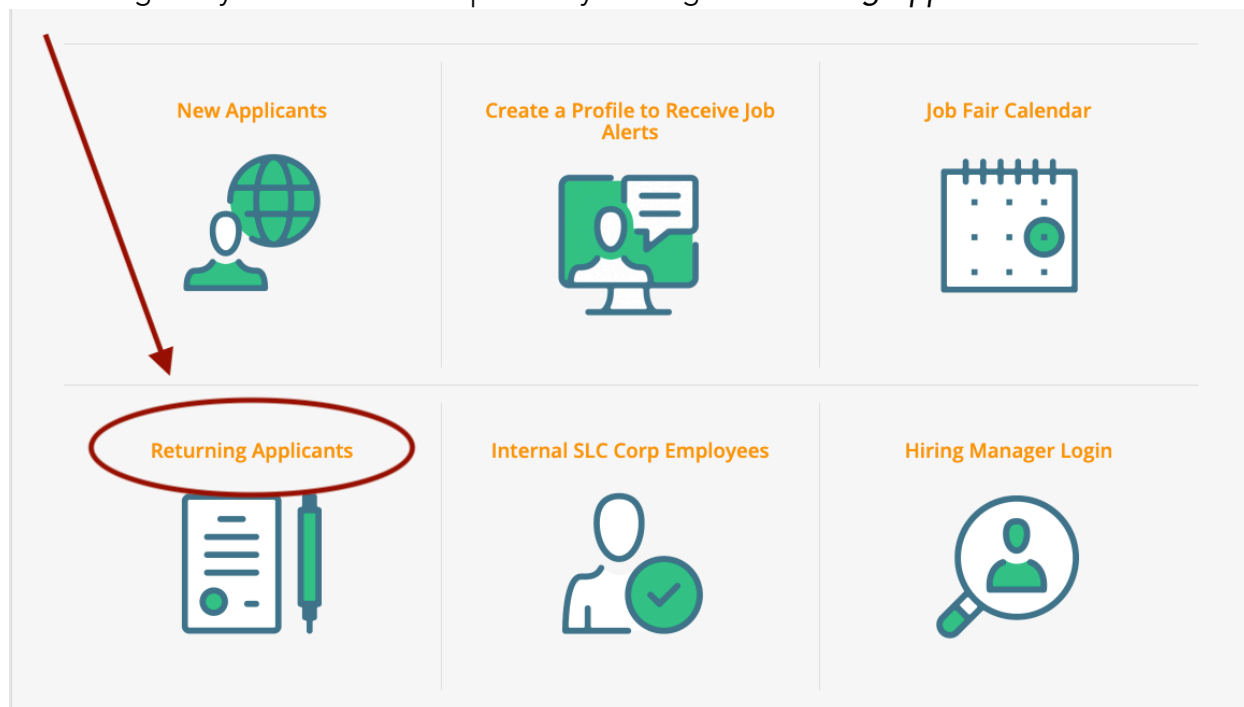 New Applicants
Create a Profile to Receive Job
Alerts
Job Fair Calendar
Returning Applicants
Internal SLC Corp Employees
Hiring Manager Login